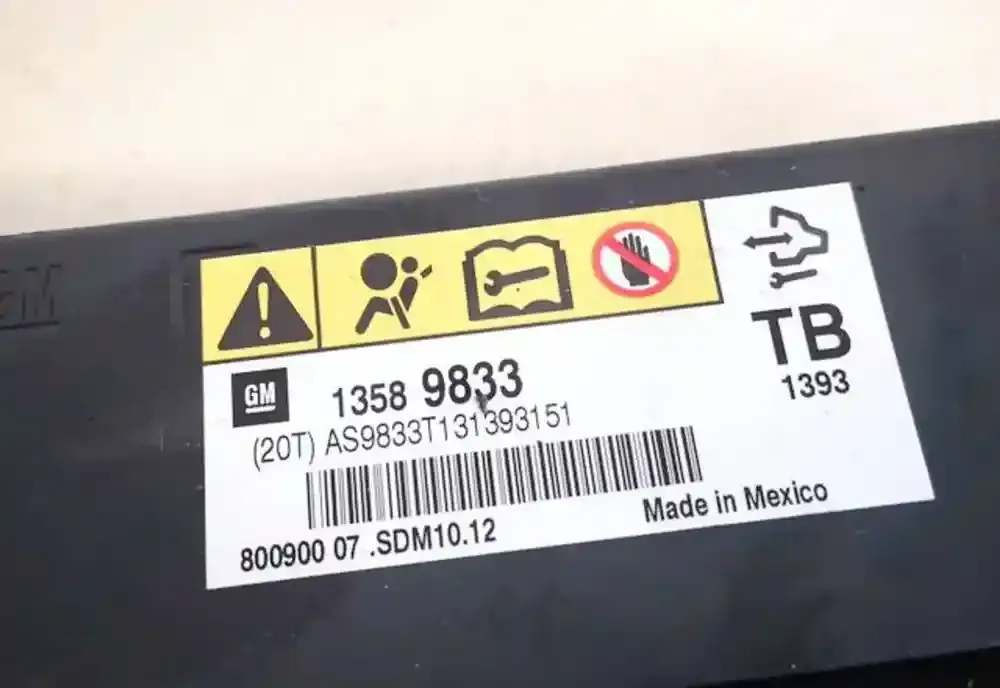 GM
1358 9833
(20T) AS9833T131393151
800900 07 .SDM10.12
Made in Mexico
TB
1393